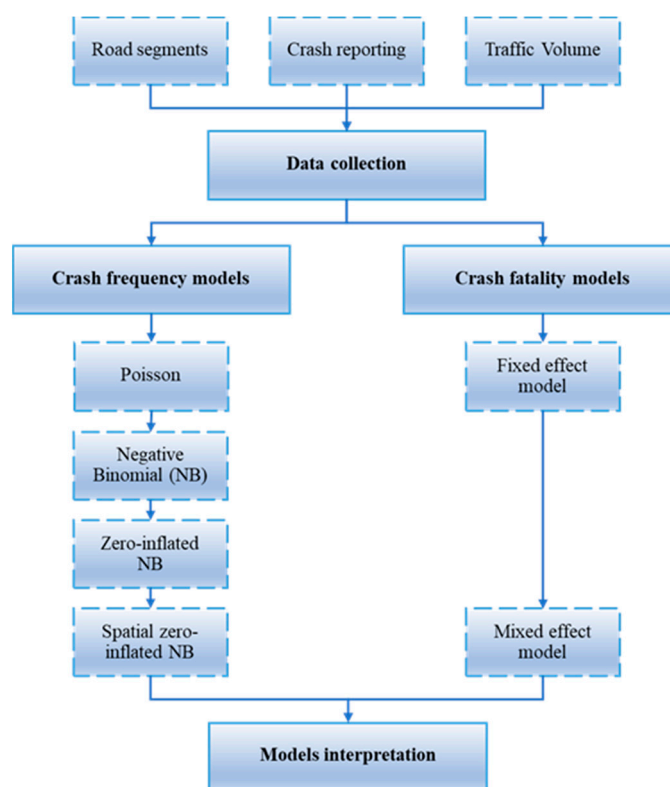 Road segments
Crash reporting
Traffic Volume
Data collection
Crash frequency models
Crash fatality models
Poisson
Fixed effect
model
Negative
Binomial (NB)
Zero-inflated
NB
Spatial zero-
inflated NB
Mixed effect
model
Models interpretation